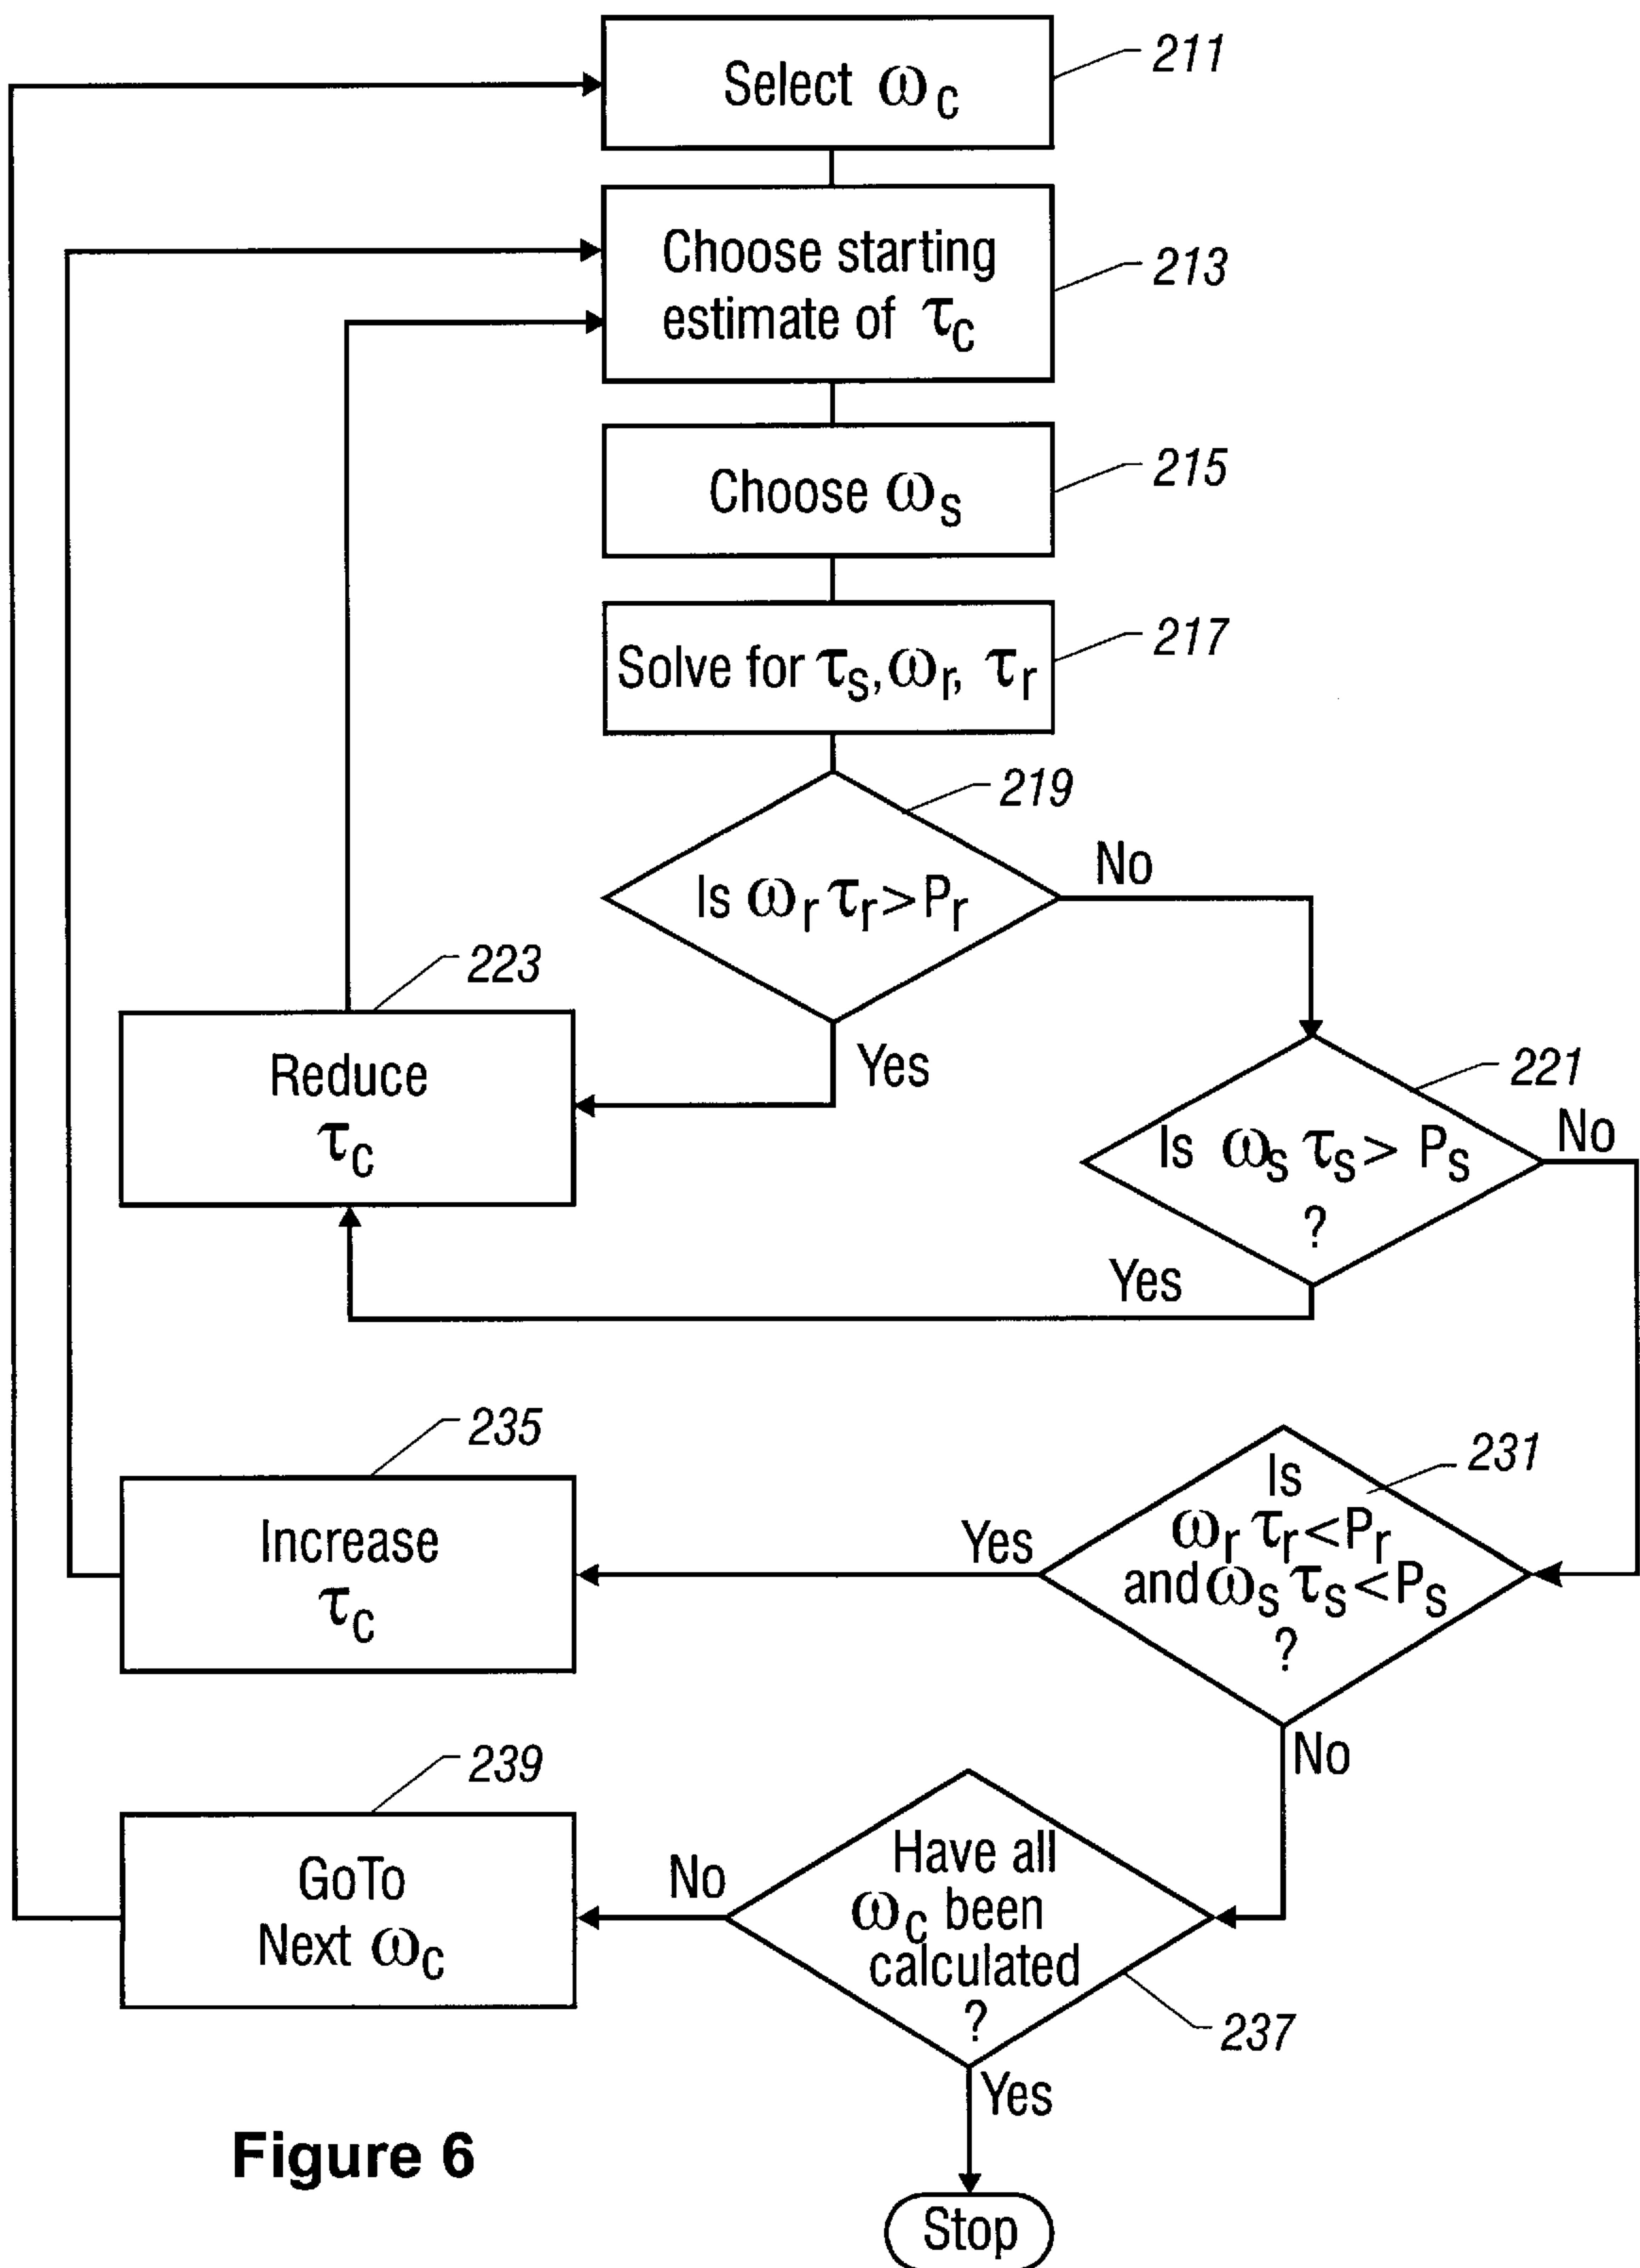 Select ωc
211
Choose starting
estimate of τc
213
Choose ωs
215
Solve for τs, ωr, τr
217
219
Is ωr τr>Pr
No
Yes
223
Reduce
τc
221
Is ωs τs> Ps
?
No
Yes
235
Increase
τc
231
Is
ωr τr<Pr
and ωs τs<Ps
?
Yes
No
239
GoTo
Next ωc
Have all
ωc been
calculated
?
No
237
Yes
Figure 6
Stop